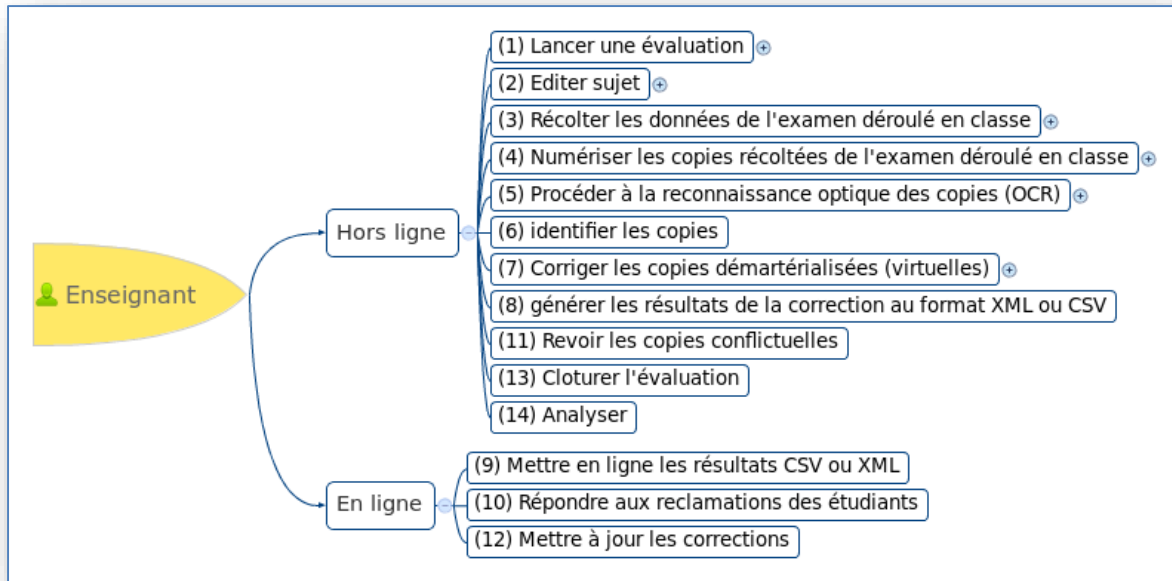 Enseignant
Hors ligne
(1) Lancer une évaluation
(2) Editer sujet
(3) Récolter les données de l'examen déroulé en classe
(4) Numériser les copies récoltées de l'examen déroulé en classe
(5) Procéder à la reconnaissance optique des copies (OCR)
(6) identifier les copies
(7) Corriger les copies démartérialisées (virtuelles)
(8) générer les résultats de la correction au format XML ou CSV
(11) Revoir les copies conflictuelles
(13) Cloturer l'évaluation
(14) Analyser
En ligne
(9) Mettre en ligne les résultats CSV ou XML
(10) Répondre aux reclamations des étudiants
(12) Mettre à jour les corrections